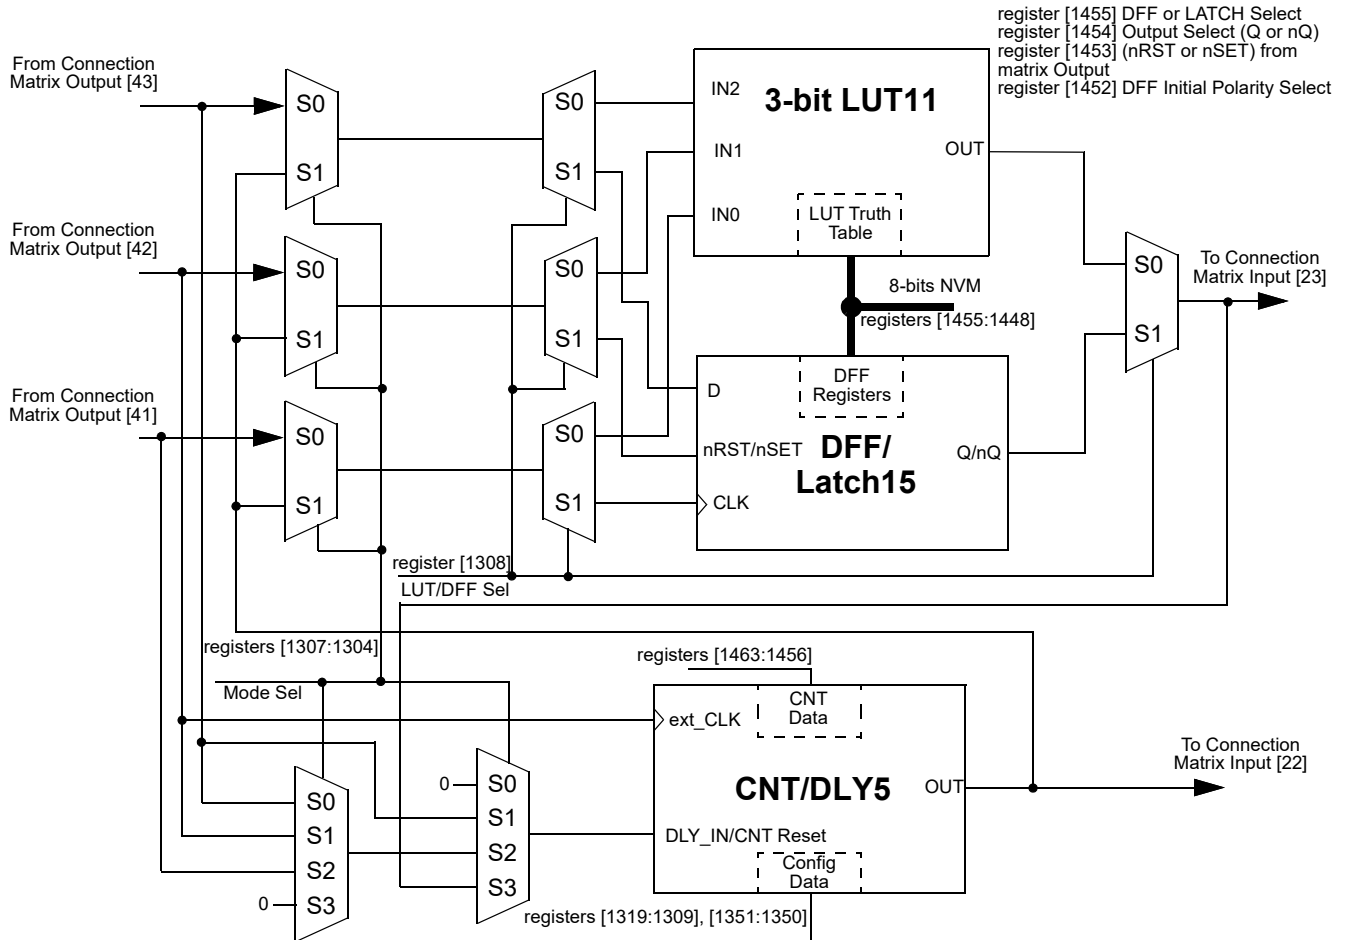 register [1455] DFF or LATCH Select
register [1454] Output Select (Q or nQ)
register [1453] (nRST or nSET) from
matrix Output
register [1452] DFF Initial Polarity Select
From Connection
Matrix Output [43]
S0
S1
S0
S1
IN2
IN1
IN0
3-bit LUT11
OUT
LUT Truth
Table
From Connection
Matrix Output [42]
S0
S1
S0
S1
8-bits NVM
registers [1455:1448]
S0
S1
To Connection
Matrix Input [23]
From Connection
Matrix Output [41]
S0
S1
S0
S1
D
nRST/nSET
CLK
DFF
Registers
DFF/
Latch15
Q/nQ
register [1308]
LUT/DFF Sel
registers [1307:1304]
Mode Sel
registers [1463:1456]
ext_CLK
CNT
Data
CNT/DLY5
OUT
To Connection
Matrix Input [22]
DLY_IN/CNT Reset
Config
Data
0
S0
S1
S2
S3
S0
S1
S2
0
S3
registers [1319:1309], [1351:1350]